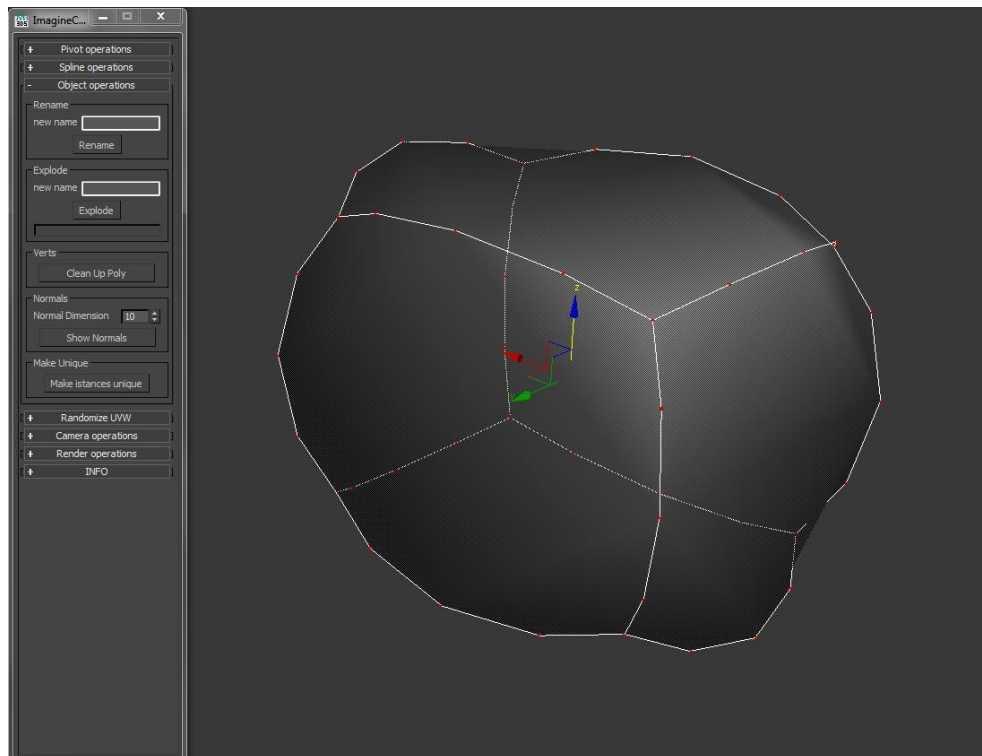 ImagineC...
+ Pivot operations
+ Spline operations
- Object operations
Rename
new name
Rename
Explode
new name
Explode
Verts
Clean Up Poly
Normals
Normal Dimension 10
Show Normals
Make Unique
Make istances unique
+ Randomize UVW
+ Camera operations
+ Render operations
+ INFO
z